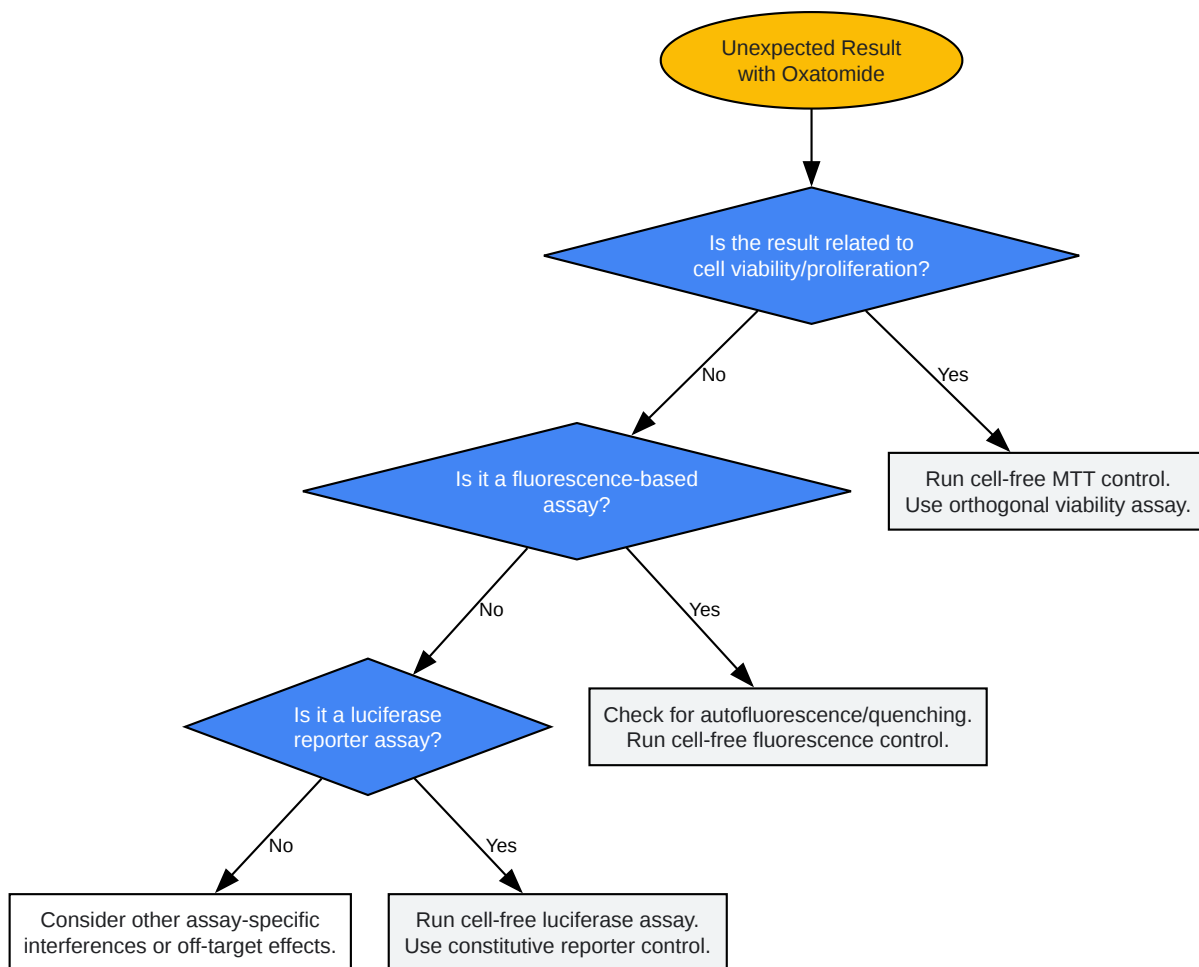 Unexpected Result
with Oxatomide
Is the result related to
cell viability/proliferation?
No
Yes
Is it a fluorescence-based
assay?
Run cell-free MTT control.
Use orthogonal viability assay.
No
Yes
Is it a luciferase
reporter assay?
Check for autofluorescence/quenching.
Run cell-free fluorescence control.
No
Yes
Consider other assay-specific
interferences or off-target effects.
Run cell-free luciferase assay.
Use constitutive reporter control.